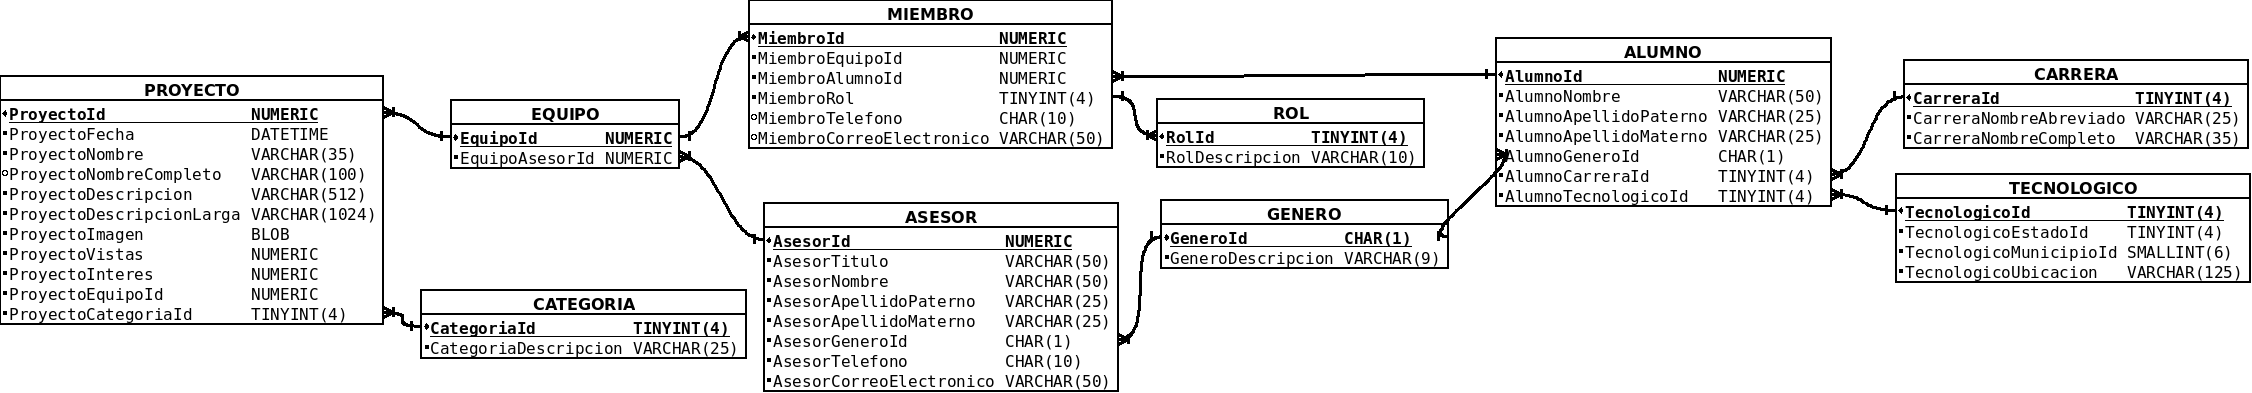 PROYECTO
ProyectoId NUMERIC
ProyectoFecha DATETIME
ProyectoNombre VARCHAR(35)
ProyectoNombreCompleto VARCHAR(100)
ProyectoDescripcion VARCHAR(512)
ProyectoDescripcionLarga VARCHAR(1024)
ProyectoImagen BLOB
ProyectoVistas NUMERIC
ProyectoInteres NUMERIC
ProyectoEquipoId NUMERIC
ProyectoCategoriaId TINYINT(4)
EQUIPO
EquipoId NUMERIC
EquipoAsesorId NUMERIC
CATEGORIA
CategoriaId TINYINT(4)
CategoriaDescripcion VARCHAR(25)
MIEMBRO
MiembroId NUMERIC
MiembroEquipoId NUMERIC
MiembroAlumnoId NUMERIC
MiembroRol TINYINT(4)
MiembroTelefono CHAR(10)
MiembroCorreoElectronico VARCHAR(50)
ASESOR
AsesorId NUMERIC
AsesorTitulo VARCHAR(50)
AsesorNombre VARCHAR(50)
AsesorApellidoPaterno VARCHAR(25)
AsesorApellidoMaterno VARCHAR(25)
AsesorGeneroId CHAR(1)
AsesorTelefono CHAR(10)
AsesorCorreoElectronico VARCHAR(50)
ROL
RolId TINYINT(4)
RolDescripcion VARCHAR(10)
GENERO
GeneroId CHAR(1)
GeneroDescripcion VARCHAR(9)
ALUMNO
AlumnoId NUMERIC
AlumnoNombre VARCHAR(50)
AlumnoApellidoPaterno VARCHAR(25)
AlumnoApellidoMaterno VARCHAR(25)
AlumnoGeneroId CHAR(1)
AlumnoCarreraId TINYINT(4)
AlumnoTecnologicoId TINYINT(4)
CARRERA
CarreraId TINYINT(4)
CarreraNombreAbreviado VARCHAR(25)
CarreraNombreCompleto VARCHAR(35)
TECNOLOGICO
TecnologicoId TINYINT(4)
TecnologicoEstadoId TINYINT(4)
TecnologicoMunicipioId SMALLINT(6)
TecnologicoUbicacion VARCHAR(125)